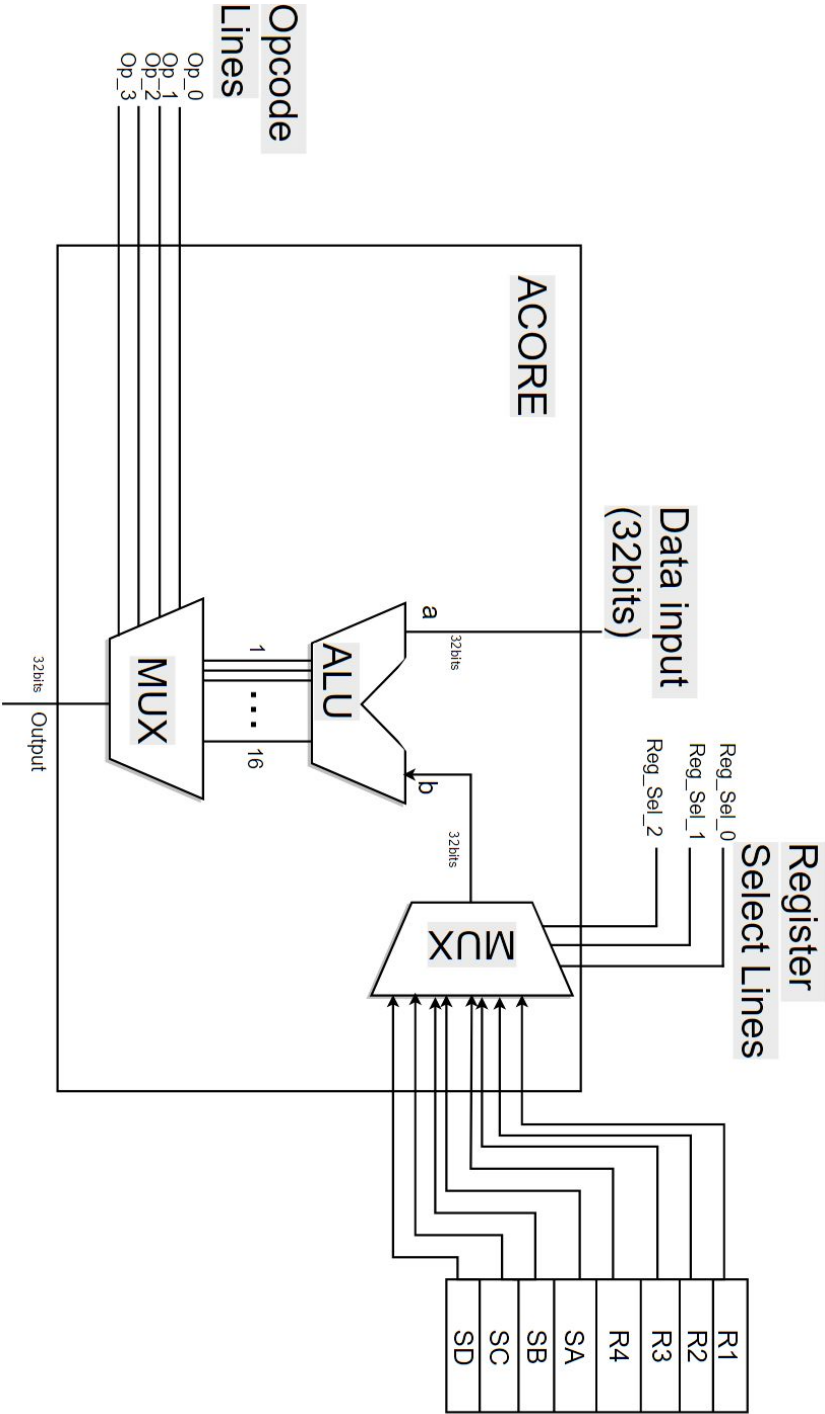 Register
Select Lines
Reg_Sel_0
Reg_Sel_1
Reg_Sel_2
Data input
(32bits)
ACORE
R1
R2
R3
R4
SA
SB
SC
SD
MUX
32bits
32bits
a
b
ALU
1
...
16
Opcode
Lines
Op_0
Op_1
Op_2
Op_3
MUX
32bits
Output